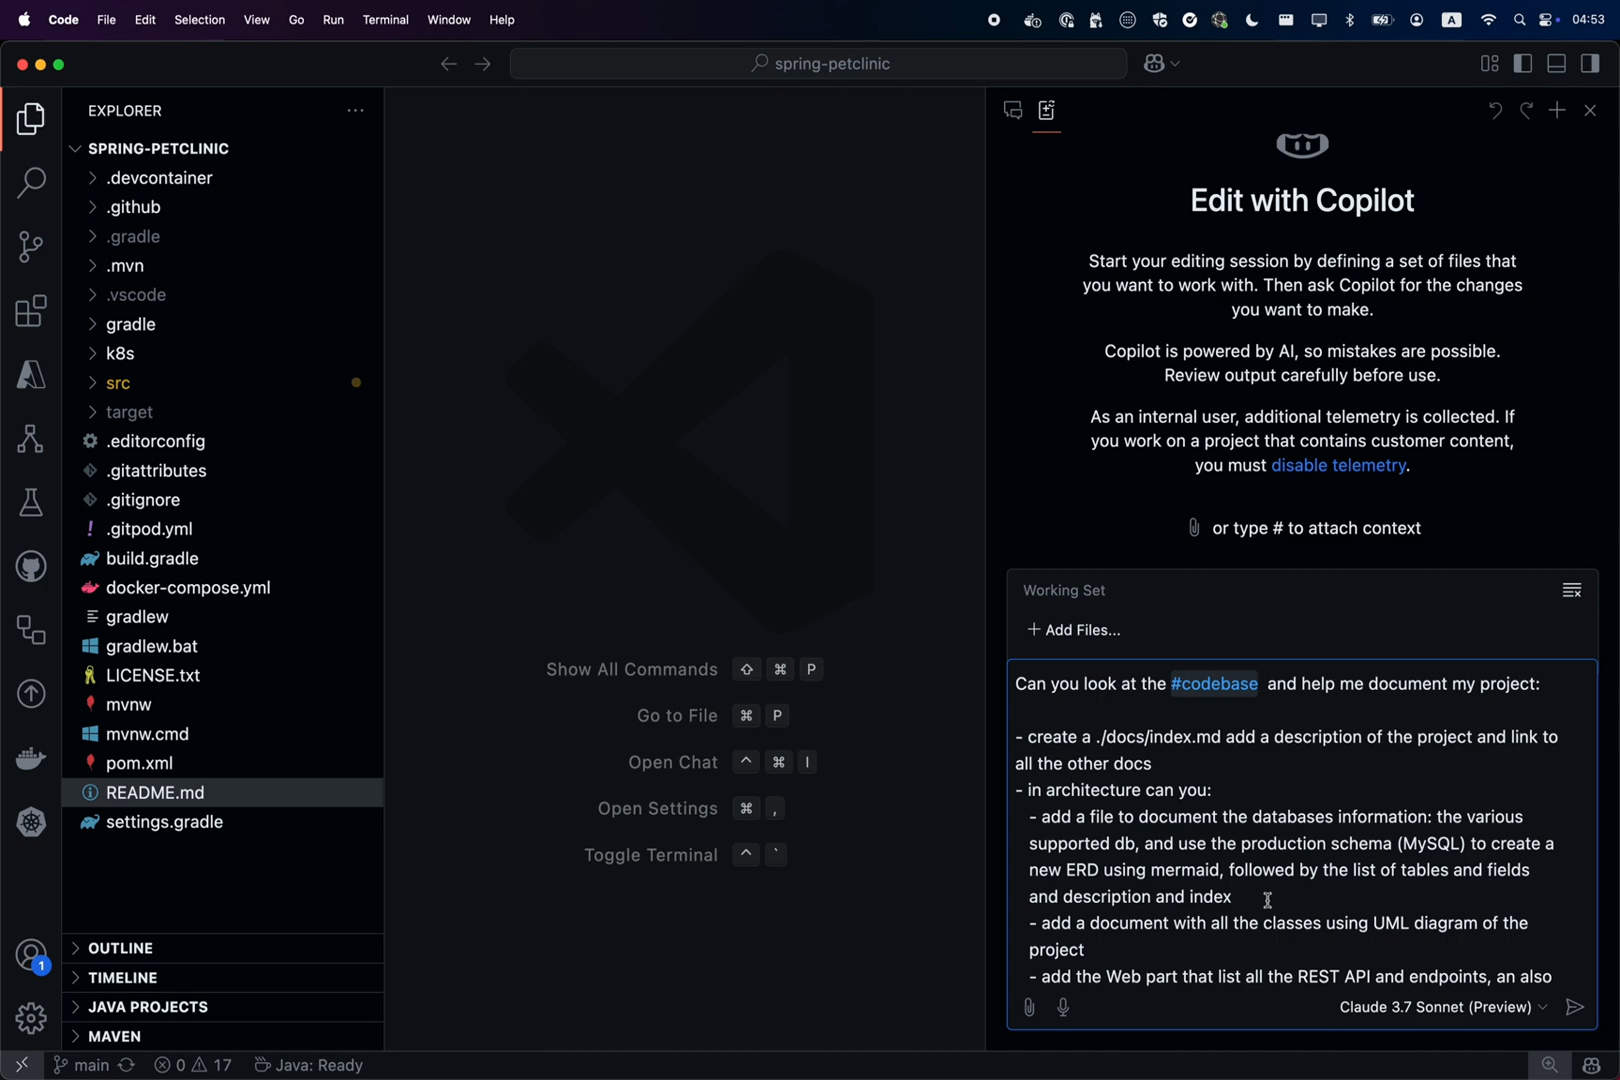 Code File Edit Selection View Go Run Terminal Window Help A 04:53
spring-petclinic
EXPLORER
SPRING-PETCLINIC
.devcontainer
.github
.gradle
.mvn
.vscode
gradle
k8s
src
target
.editorconfig
.gitattributes
.gitignore
! .gitpod.yml
build.gradle
docker-compose.yml
gradlew
gradlew.bat
LICENSE.txt
mvnw
mvnw.cmd
pom.xml
README.md
settings.gradle
OUTLINE
TIMELINE
JAVA PROJECTS
MAVEN
1
main 0 17 Java: Ready
Show All Commands ⇧ ⌘ P
Go to File ⌘ P
Open Chat ^ ⌘ I
Open Settings ⌘ ,
Toggle Terminal ^ `
Edit with Copilot
Start your editing session by defining a set of files that
you want to work with. Then ask Copilot for the changes
you want to make.
Copilot is powered by AI, so mistakes are possible.
Review output carefully before use.
As an internal user, additional telemetry is collected. If
you work on a project that contains customer content,
you must disable telemetry.
or type # to attach context
Working Set
+ Add Files...
Can you look at the #codebase and help me document my project:
- create a ./docs/index.md add a description of the project and link to
all the other docs
- in architecture can you:
- add a file to document the databases information: the various
supported db, and use the production schema (MySQL) to create a
new ERD using mermaid, followed by the list of tables and fields
and description and index
- add a document with all the classes using UML diagram of the
project
- add the Web part that list all the REST API and endpoints, an also
Claude 3.7 Sonnet (Preview)